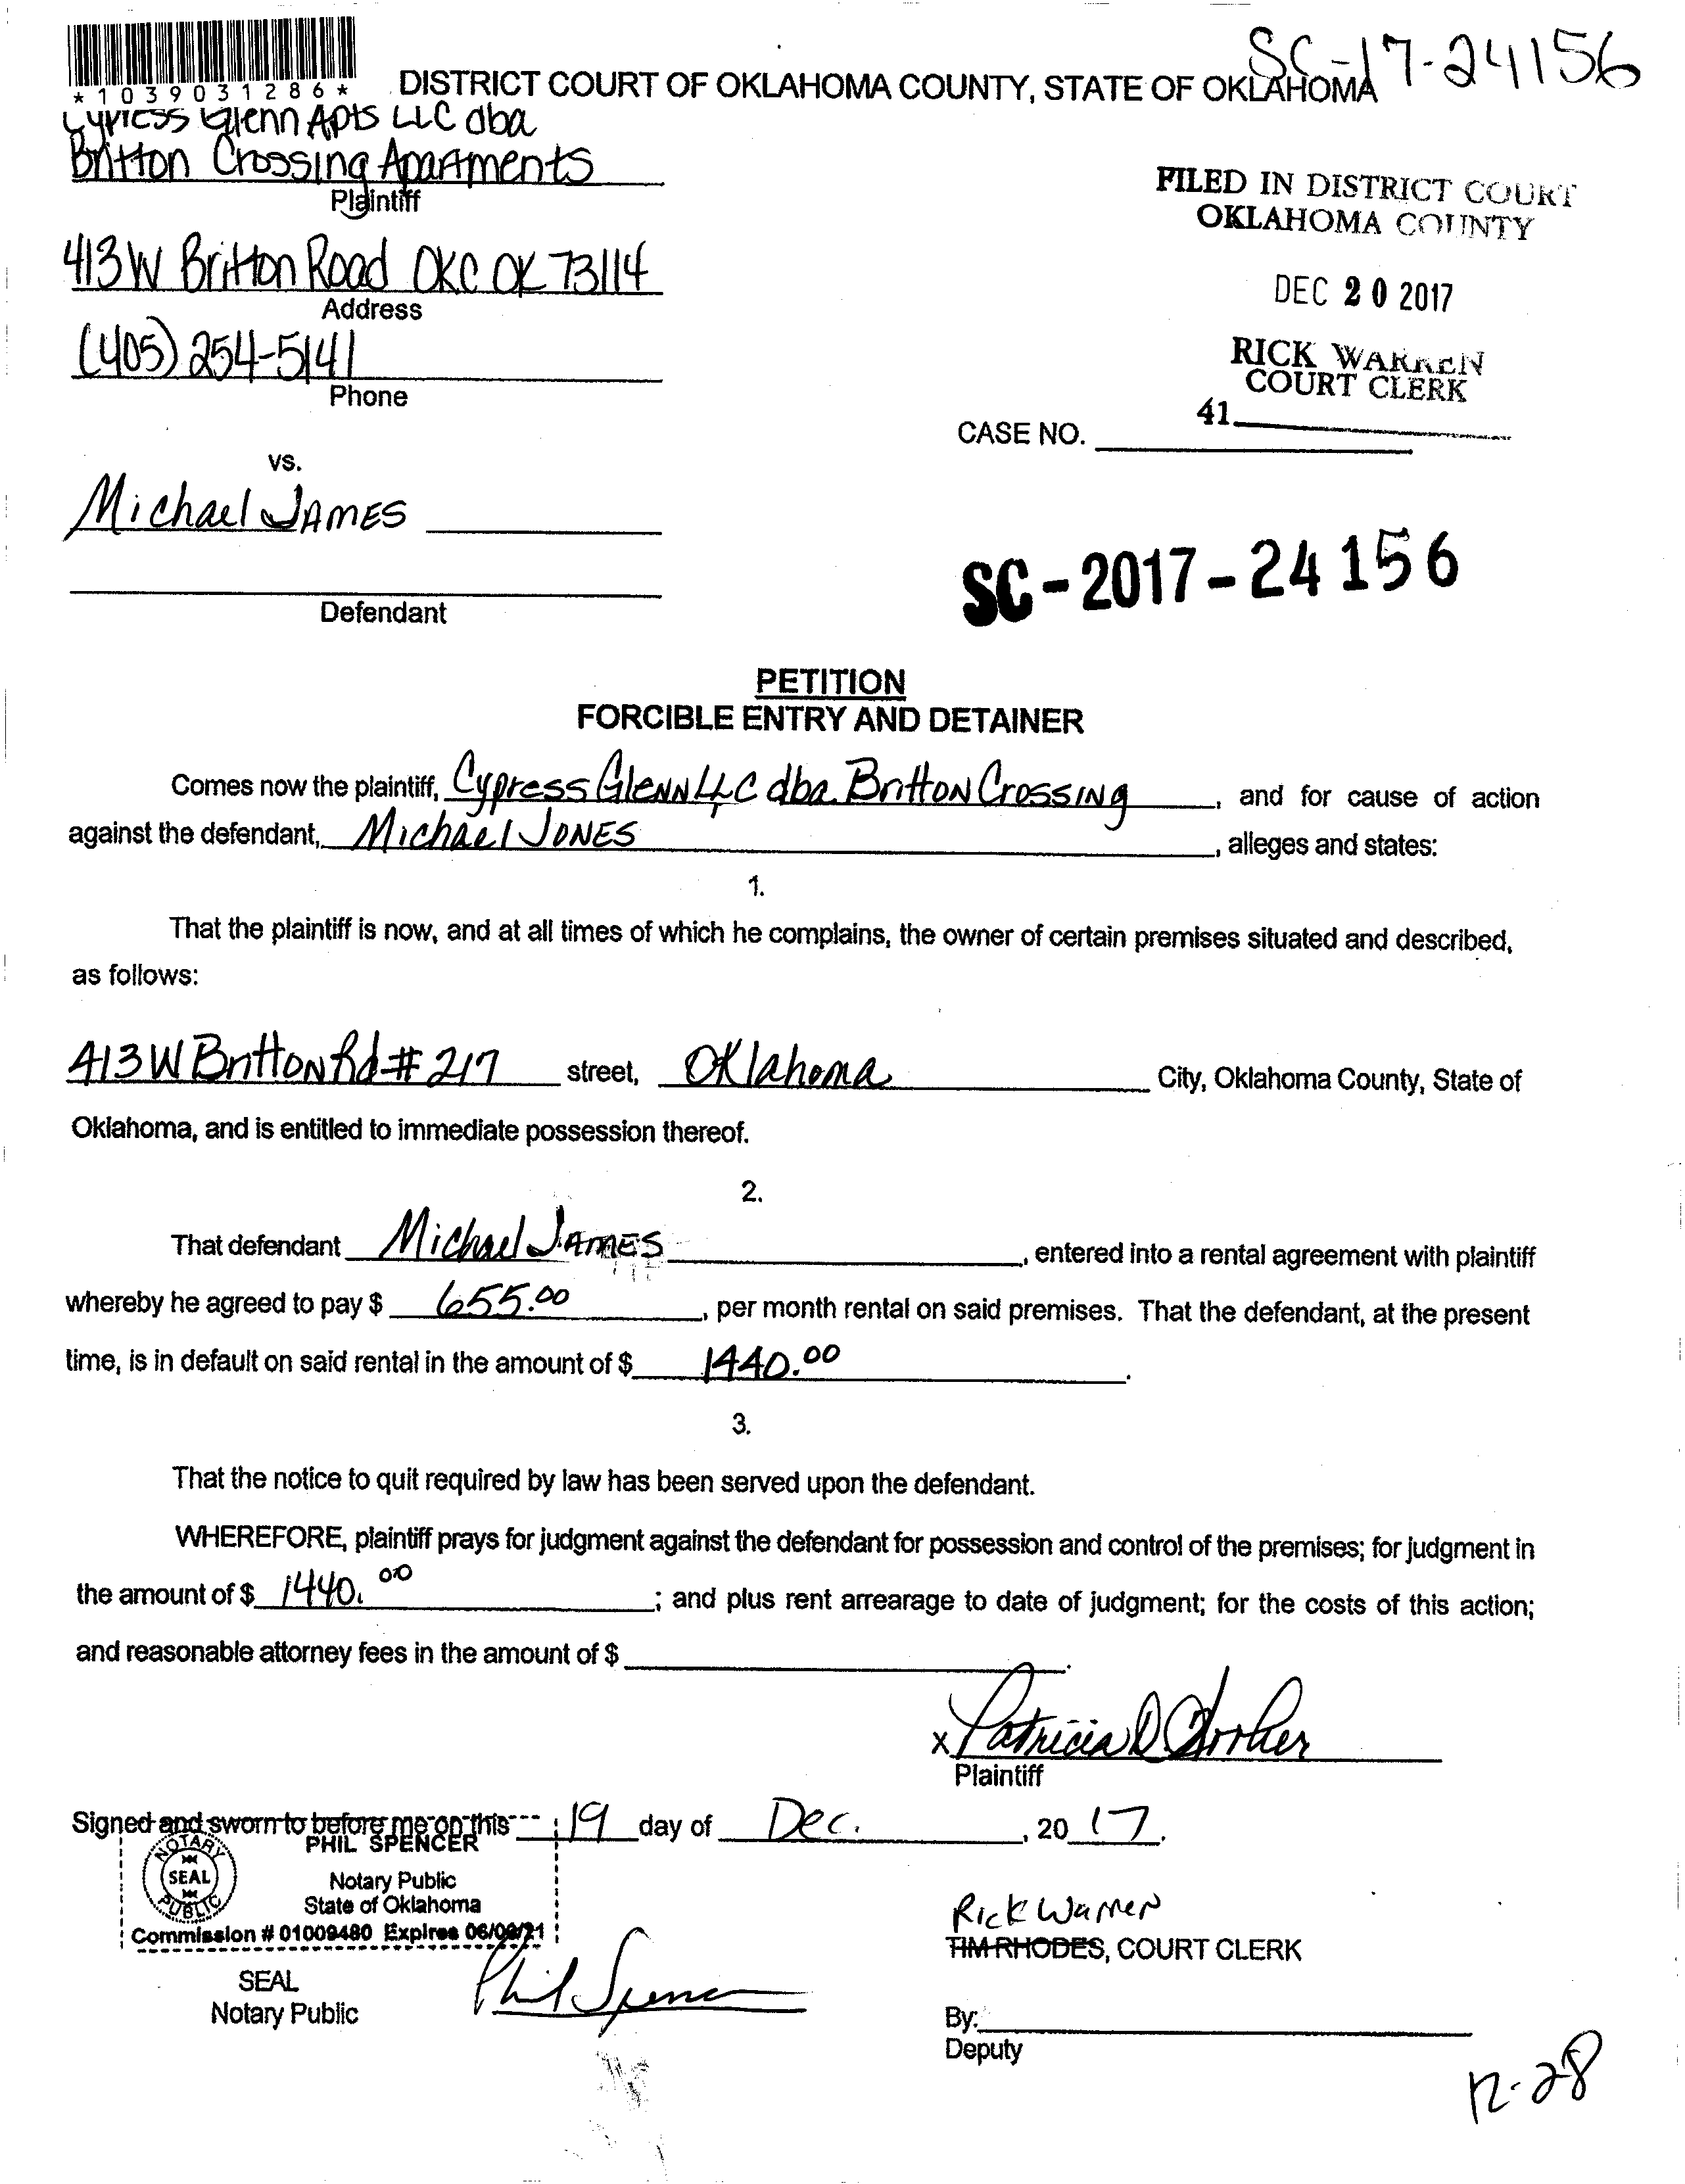 SC-17-24156
*1039031286*
DISTRICT COURT OF OKLAHOMA COUNTY, STATE OF OKLAHOMA
Cypress Glenn Apts LLC dba
Britton Crossing Apartments
Plaintiff
FILED IN DISTRICT COURT
OKLAHOMA COUNTY
413 W Britton Road OKC OK 73114
Address
DEC 20 2017
(405) 254-5141
Phone
RICK WARREN
COURT CLERK
41
CASE NO.
vs.
Michael JAMES
Defendant
SC-2017-24156
PETITION
FORCIBLE ENTRY AND DETAINER
Comes now the plaintiff, Cypress Glenn LLC dba Britton Crossing, and for cause of action
against the defendant, Michael JONES, alleges and states:
1.
That the plaintiff is now, and at all times of which he complains, the owner of certain premises situated and described,
as follows:
413 W Britton Rd # 217 street, Oklahoma City, Oklahoma County, State of
Oklahoma, and is entitled to immediate possession thereof.
2.
That defendant Michael JAMES, entered into a rental agreement with plaintiff
whereby he agreed to pay $ 655.00, per month rental on said premises. That the defendant, at the present
time, is in default on said rental in the amount of $ 1440.00.
3.
That the notice to quit required by law has been served upon the defendant.
WHEREFORE, plaintiff prays for judgment against the defendant for possession and control of the premises; for judgment in
the amount of $ 1440.00; and plus rent arrearage to date of judgment; for the costs of this action;
and reasonable attorney fees in the amount of $.
x Patricia D.
Plaintiff
Signed and sworn to before me on this 19 day of Dec., 2017.
PHIL SPENCER
NOTARY SEAL PUBLIC
Notary Public
State of Oklahoma
Commission # 01009480 Expires 06/09/21
Rick Warren
TIM RHODES, COURT CLERK
SEAL
Notary Public
Phil Spencer
By:
Deputy
12-28